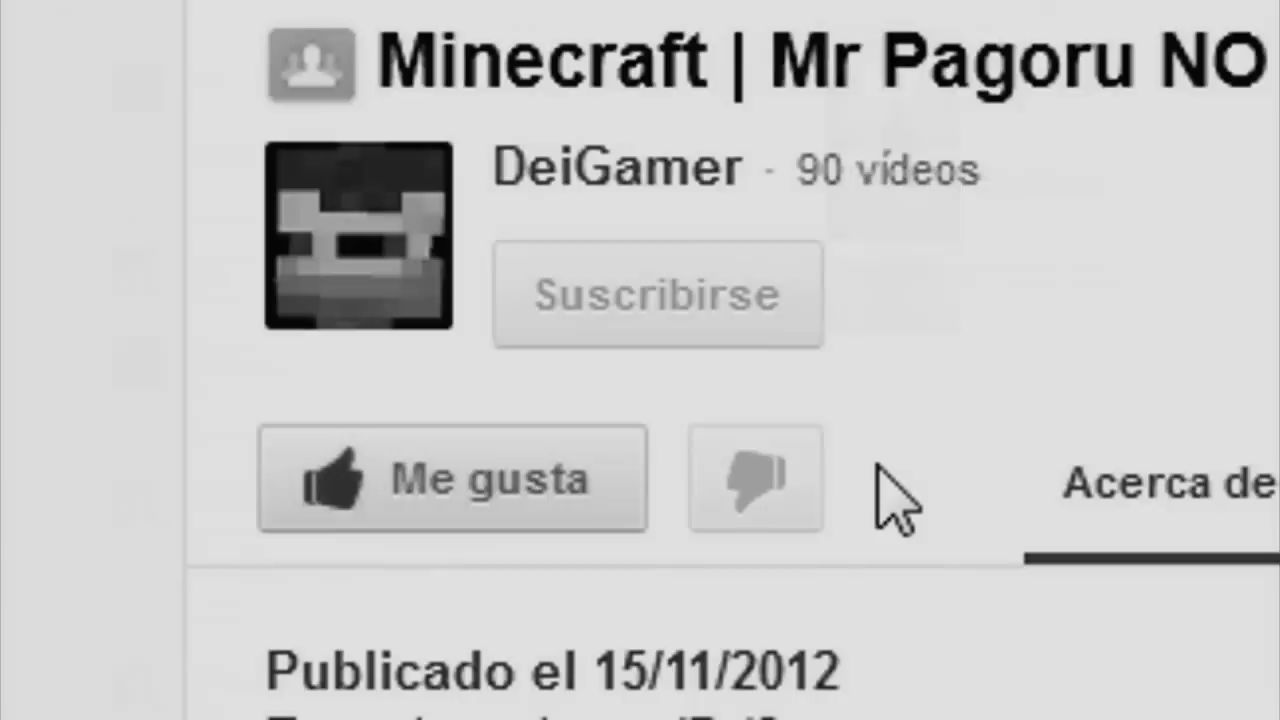 Minecraft | Mr Pagoru NO
DeiGamer · 90 vídeos
Suscribirse
Me gusta
Acerca de
Publicado el 15/11/2012